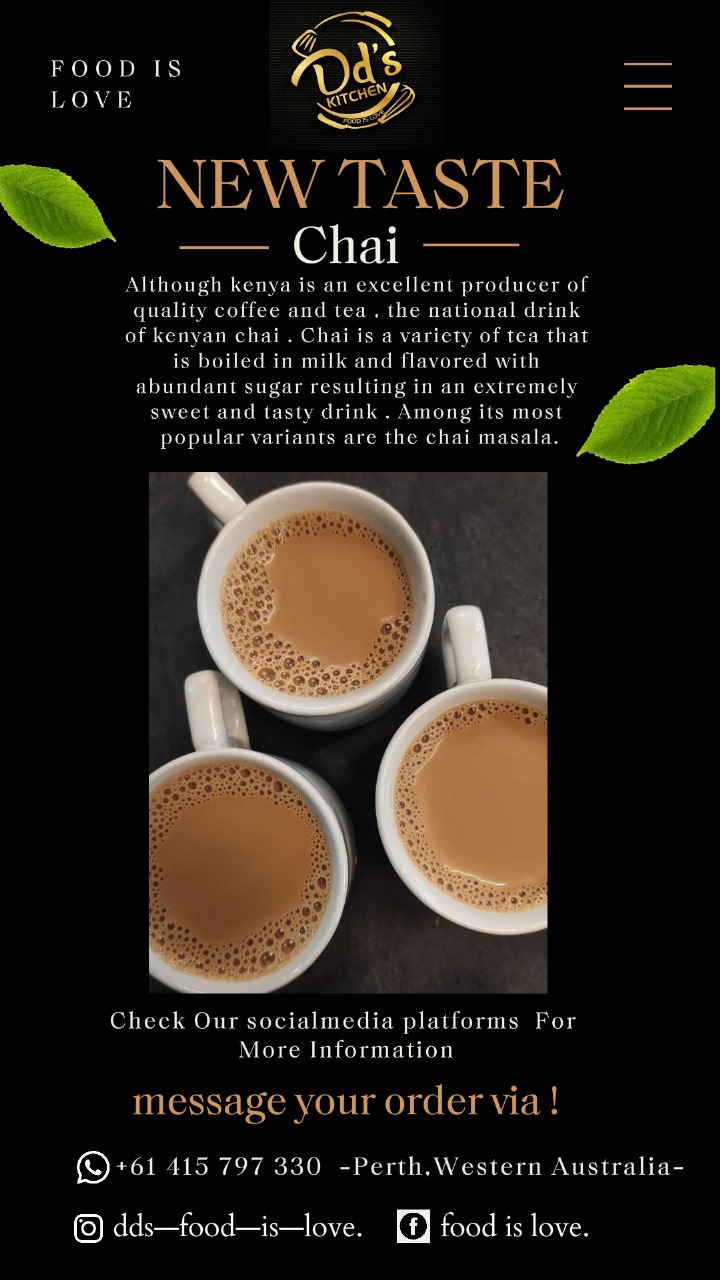 FOOD IS
LOVE
Dd's
KITCHEN
FOOD IS LOVE
NEW TASTE
Chai
Although kenya is an excellent producer of
quality coffee and tea , the national drink
of kenyan chai . Chai is a variety of tea that
is boiled in milk and flavored with
abundant sugar resulting in an extremely
sweet and tasty drink . Among its most
popular variants are the chai masala.
Check Our socialmedia platforms For
More Information
message your order via !
+61 415 797 330 -Perth,Western Australia-
dds—food—is—love.
food is love.